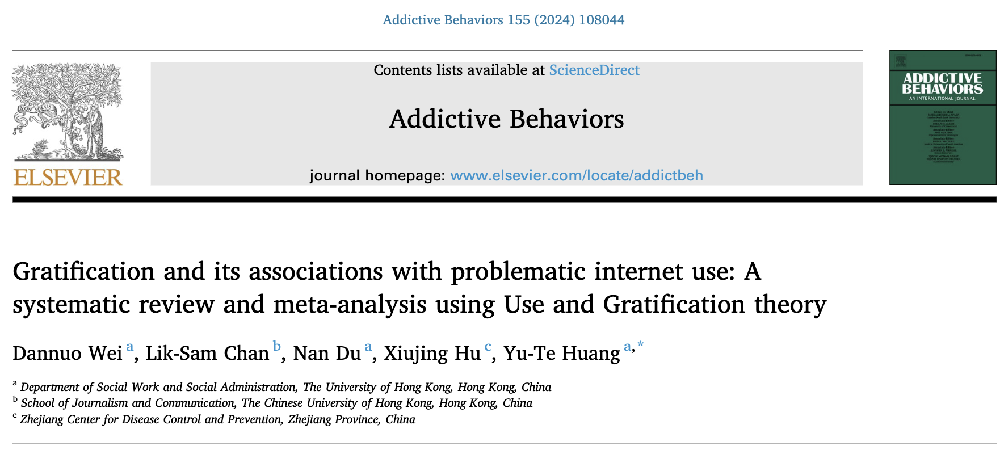 Addictive Behaviors 155 (2024) 108044
Contents lists available at ScienceDirect
Addictive Behaviors
journal homepage: www.elsevier.com/locate/addictbeh
NON SOLUS
ELSEVIER
ADDICTIVE
BEHAVIORS
AN INTERNATIONAL JOURNAL
Gratification and its associations with problematic internet use: A
systematic review and meta-analysis using Use and Gratification theory
Dannuo Wei a, Lik-Sam Chan b, Nan Du a, Xiujing Hu c, Yu-Te Huang a,*
a Department of Social Work and Social Administration, The University of Hong Kong, Hong Kong, China
b School of Journalism and Communication, The Chinese University of Hong Kong, Hong Kong, China
c Zhejiang Center for Disease Control and Prevention, Zhejiang Province, China